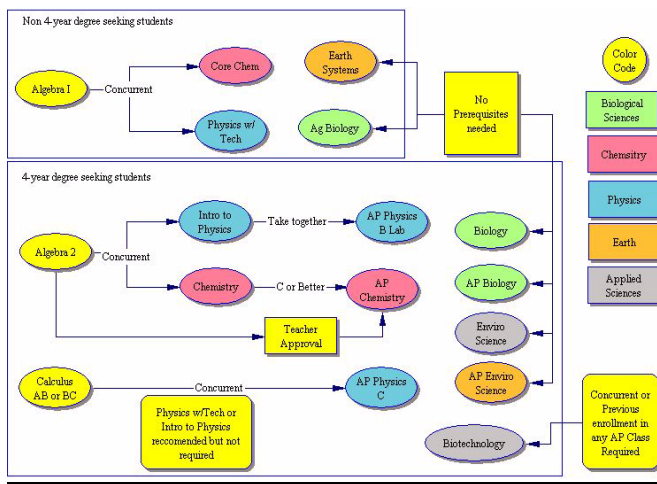 Non 4-year degree seeking students
Core Chem
Earth
Systems
Algebra I
Concurrent
Physics w/
Tech
Ag Biology
No
Prerequisites
needed
Color
Code
Biological
Sciences
Chemsitry
Physics
Earth
Applied
Sciences
4-year degree seeking students
Intro to
Physics
Take together
AP Physics
B Lab
Biology
Algebra 2
Concurrent
Chemistry
C or Better
AP
Chemistry
AP Biology
Teacher
Approval
Enviro
Science
Calculus
AB or BC
Concurrent
AP Physics
C
AP Enviro
Science
Physics w/Tech or
Intro to Physics
reccomended but not
required
Biotechnology
Concurrent or
Previous
enrollment in
any AP Class
Required